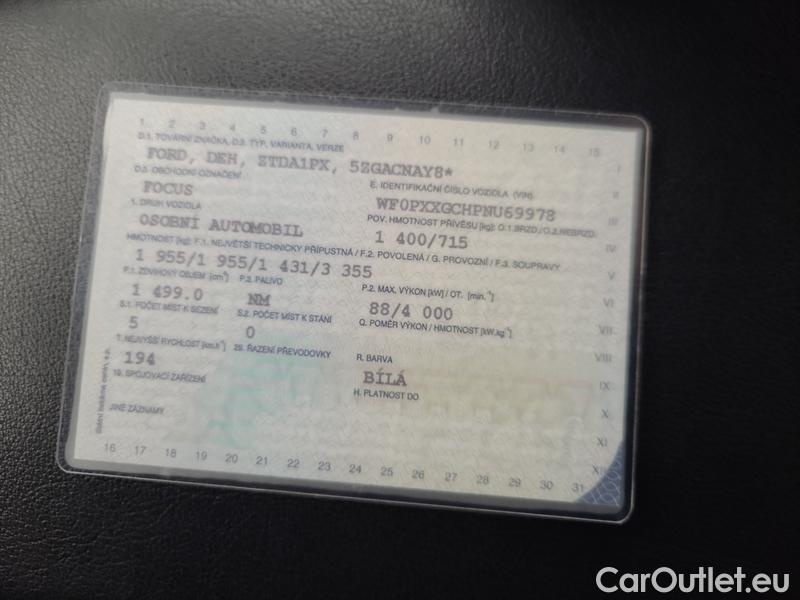 1 2 3 4 5 6 7 8 9 10 11 12 13 14 15
D.1. TOVÁRNÍ ZNAČKA, D.2. TYP, VARIANTA, VERZE
FORD, DEH, ZTDA1PX, 5ZGACNAY8*
I
D.3. OBCHODNÍ OZNAČENÍ E. IDENTIFIKAČNÍ ČÍSLO VOZIDLA (VIN)
II
FOCUS WF0PXXGCHPNU69978
III
1. DRUH VOZIDLA POV. HMOTNOST PŘÍVĚSU [kg]: O.1.BRZD./O.2.NEBRZD.
OSOBNÍ AUTOMOBIL 1 400/715
IV
HMOTNOST [kg]: F.1. NEJVĚTŠÍ TECHNICKY PŘÍPUSTNÁ / F.2. POVOLENÁ / G. PROVOZNÍ / F.3. SOUPRAVY
V
1 955/1 955/1 431/3 355
P.1. ZDVIHOVÝ OBJEM [cm³] P.3. PALIVO P.2. MAX. VÝKON [kW] / OT. [min.⁻¹]
VI
1 499.0 NM 88/4 000
S.1. POČET MÍST K SEZENÍ S.2. POČET MÍST K STÁNÍ Q. POMĚR VÝKON / HMOTNOST [kW.kg⁻¹]
VII
5 0
T. NEJVYŠŠÍ RYCHLOST [km.h⁻¹] 29. ŘAZENÍ PŘEVODOVKY R. BARVA
VIII
194 BÍLÁ
IX
18. SPOJOVACÍ ZAŘÍZENÍ H. PLATNOST DO
X
JINÉ ZÁZNAMY
XI
XII
16 17 18 19 20 21 22 23 24 25 26 27 28 29 30 31
CarOutlet.eu